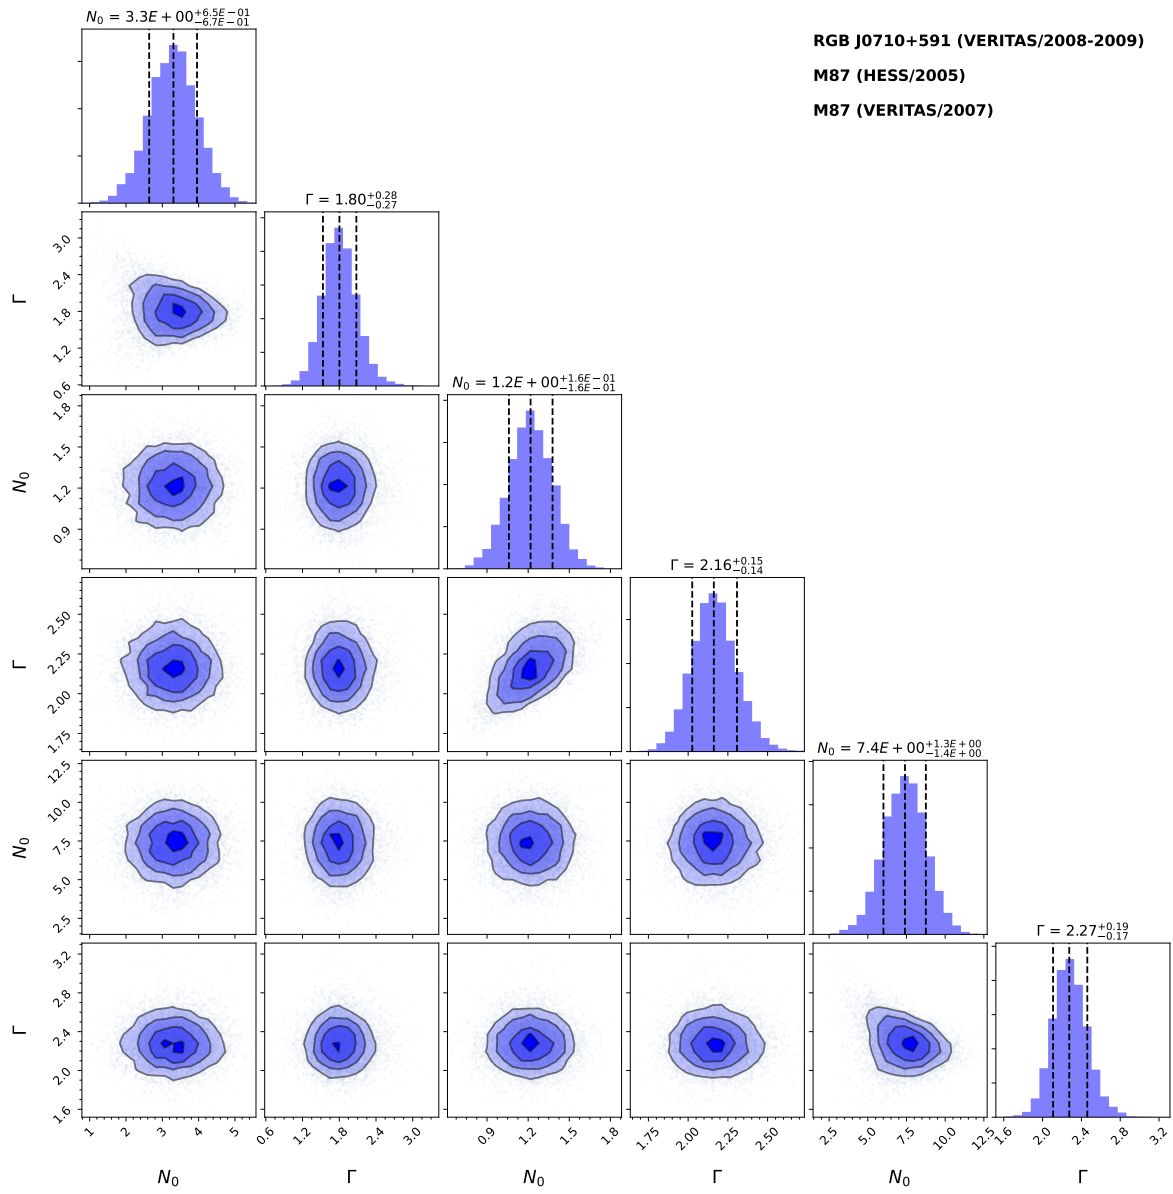 N₀ = 3.3E + 00 +6.5E−01 −6.7E−01
RGB J0710+591 (VERITAS/2008-2009)
M87 (HESS/2005)
M87 (VERITAS/2007)
Γ = 1.80 +0.28 −0.27
Γ
3.0
2.4
1.8
1.2
0.6
N₀ = 1.2E + 00 +1.6E−01 −1.6E−01
N₀
1.8
1.5
1.2
0.9
Γ = 2.16 +0.15 −0.14
Γ
2.50
2.25
2.00
1.75
N₀ = 7.4E + 00 +1.3E+00 −1.4E+00
N₀
12.5
10.0
7.5
5.0
2.5
Γ = 2.27 +0.19 −0.17
Γ
3.2
2.8
2.4
2.0
1.6
1 2 3 4 5 0.6 1.2 1.8 2.4 3.0 0.9 1.2 1.5 1.8 1.75 2.00 2.25 2.50 2.5 5.0 7.5 10.0 12.5 1.6 2.0 2.4 2.8 3.2
N₀ Γ N₀ Γ N₀ Γ